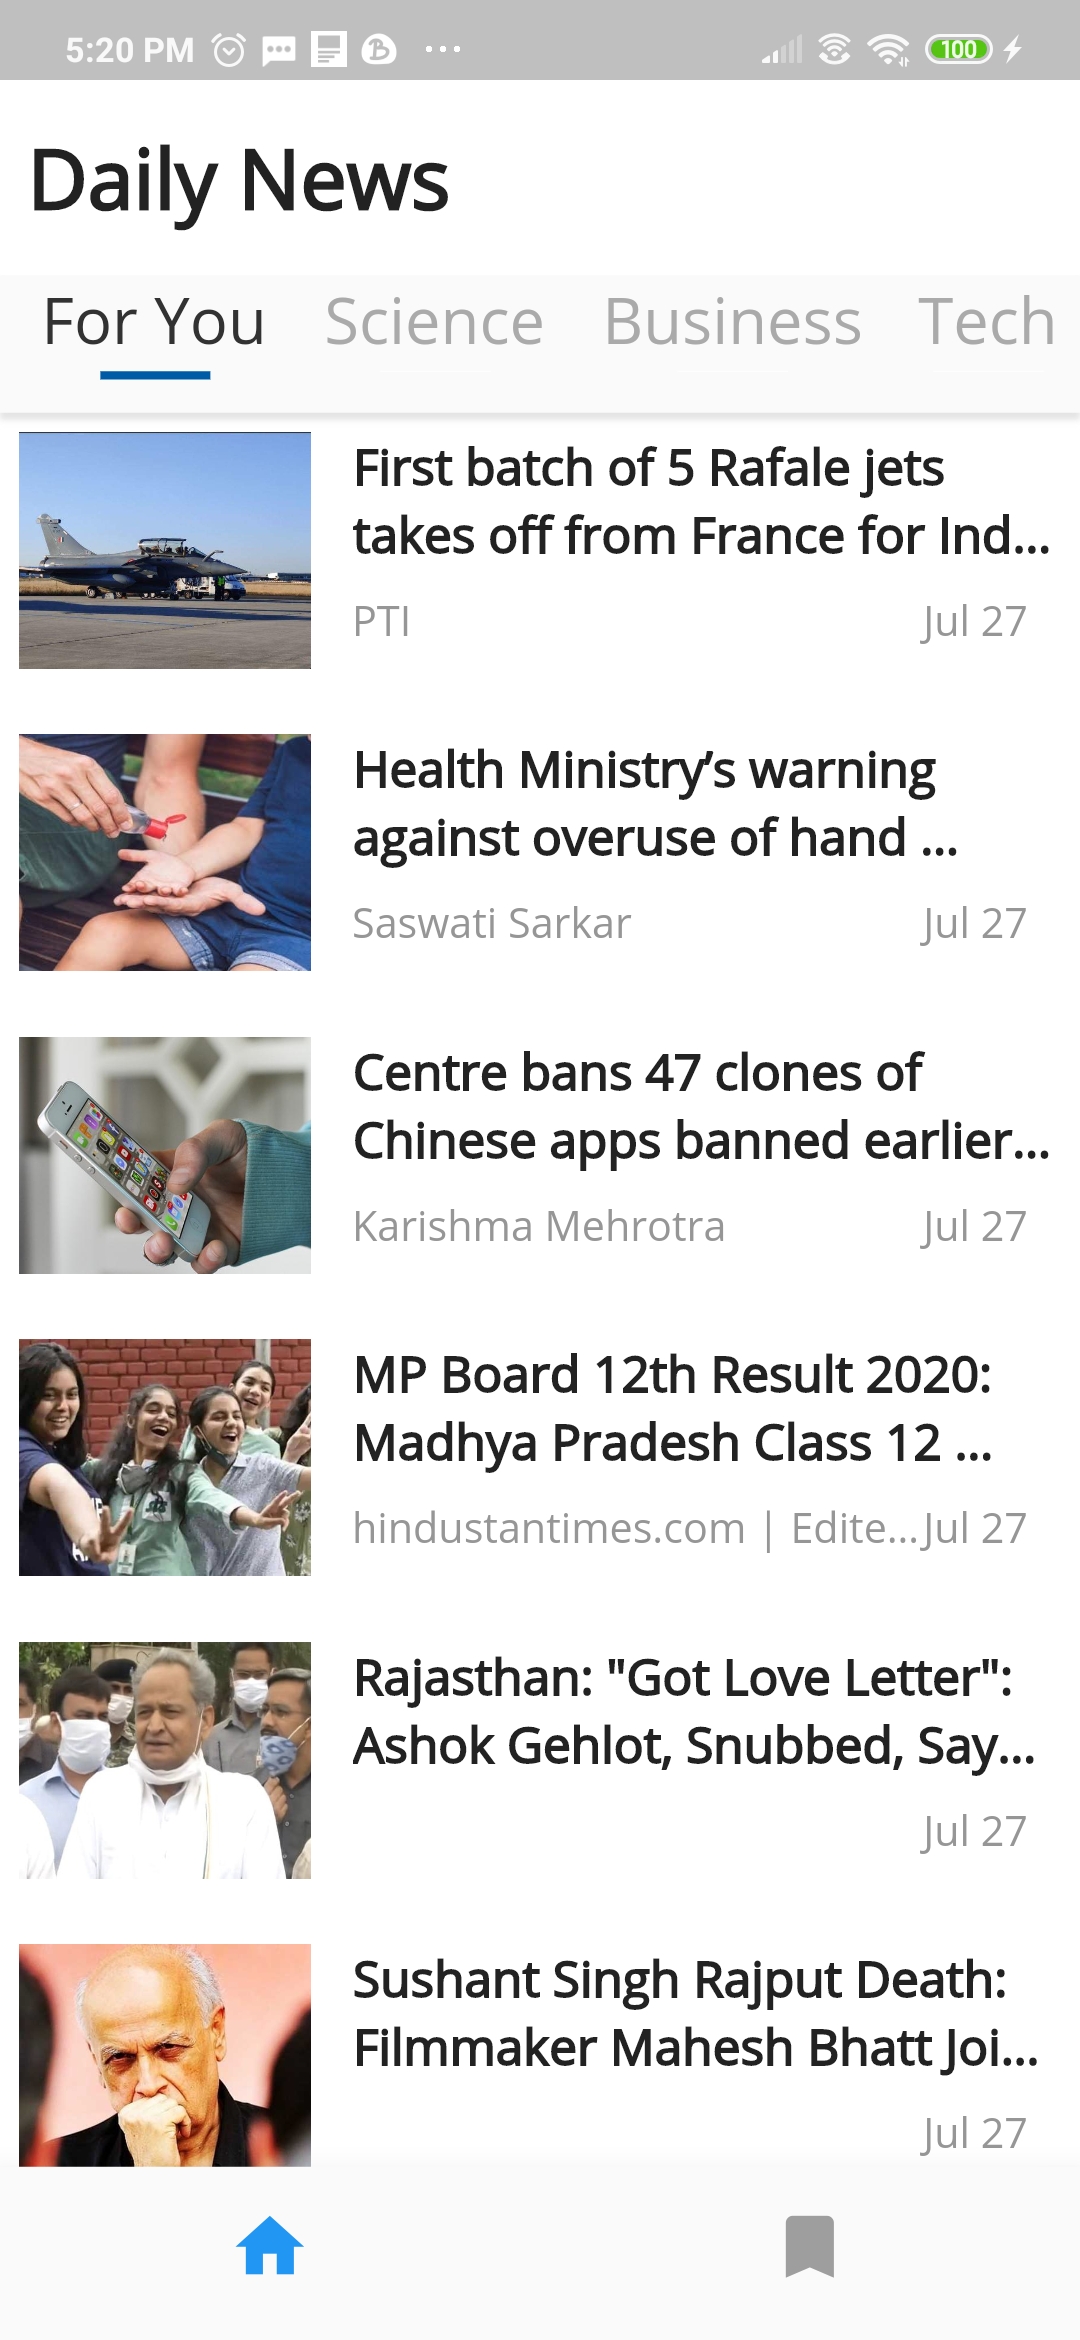 5:20 PM
100
Daily News
For You Science Business Tech
First batch of 5 Rafale jets
takes off from France for Ind...
PTI Jul 27
Health Ministry’s warning
against overuse of hand ...
Saswati Sarkar Jul 27
Centre bans 47 clones of
Chinese apps banned earlier...
Karishma Mehrotra Jul 27
MP Board 12th Result 2020:
Madhya Pradesh Class 12 ...
hindustantimes.com | Edite... Jul 27
Rajasthan: "Got Love Letter":
Ashok Gehlot, Snubbed, Say...
Jul 27
Sushant Singh Rajput Death:
Filmmaker Mahesh Bhatt Joi...
Jul 27